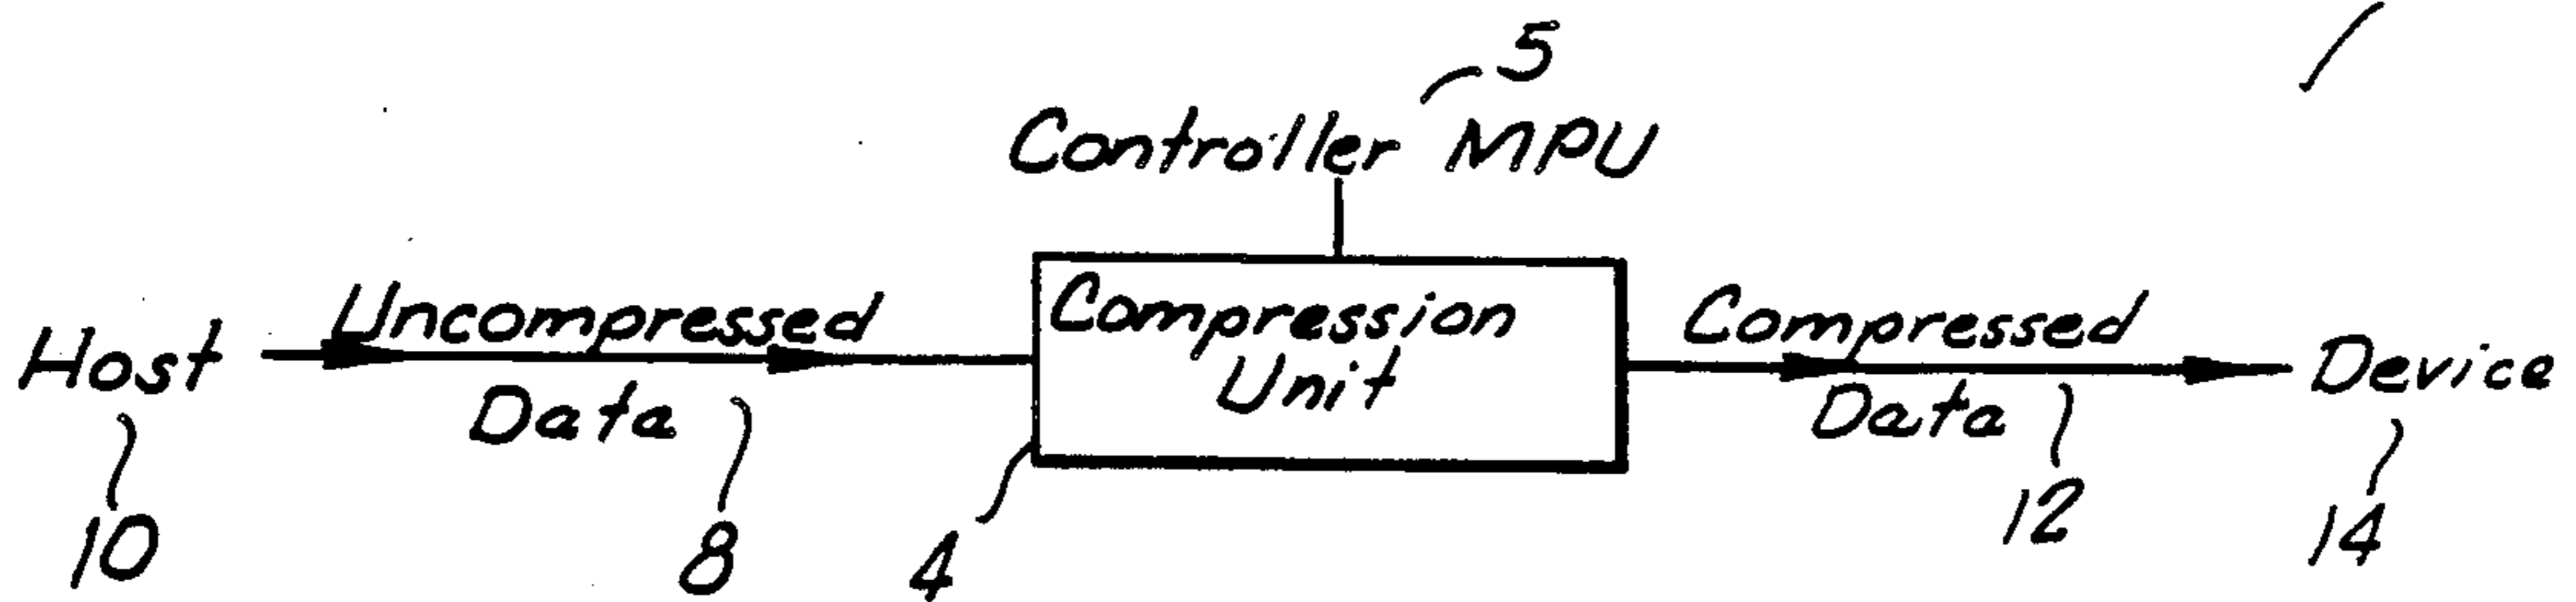 5
Controller MPU
Uncompressed
Data
Compression
Unit
Compressed
Data
Host
Device
10
8
4
12
14